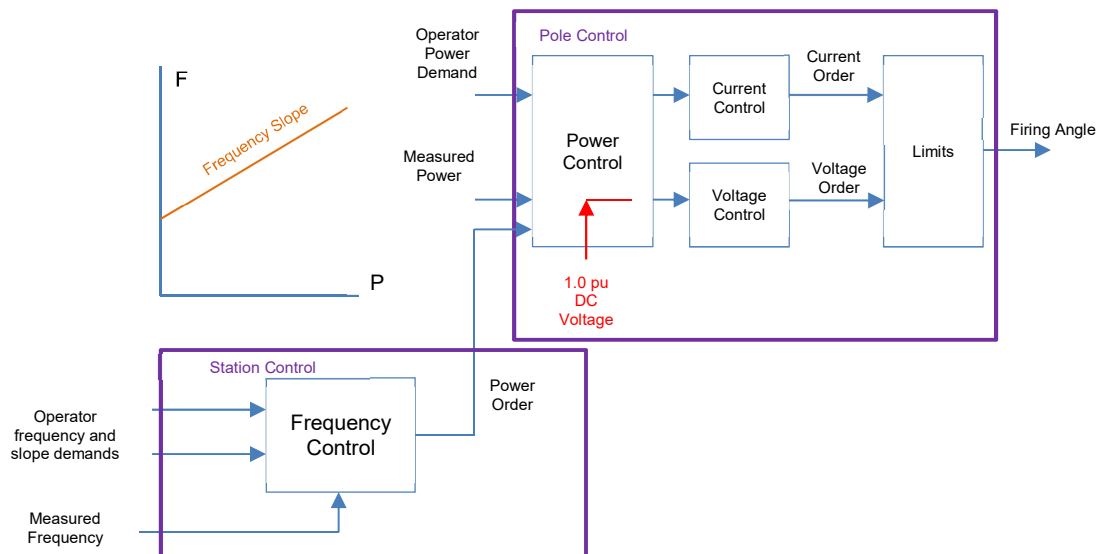 Operator
Power
Demand
Pole Control
Current
Order
F
Current
Control
Frequency Slope
Power
Control
Firing Angle
Limits
Measured
Power
Voltage
Order
Voltage
Control
P
1.0 pu
DC
Voltage
Station Control
Power
Order
Operator
frequency and
slope demands
Frequency
Control
Measured
Frequency